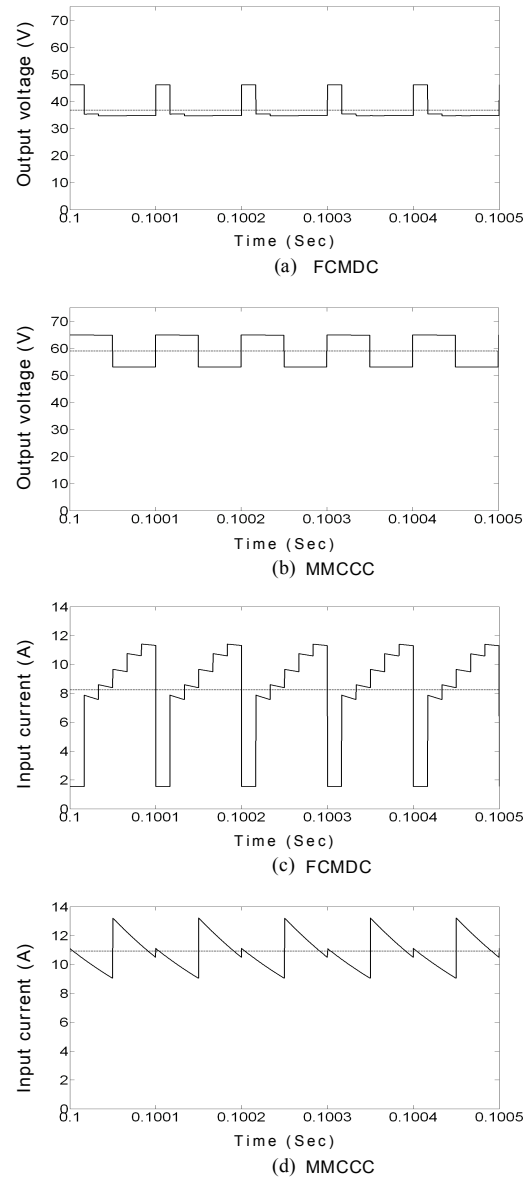 70
60
50
40
30
20
10
0
Output voltage (V)
0.1 0.1001 0.1002 0.1003 0.1004 0.1005
Time (Sec)
(a) FCMDC
70
60
50
40
30
20
10
0
Output voltage (V)
0.1 0.1001 0.1002 0.1003 0.1004 0.1005
Time (Sec)
(b) MMCCC
14
12
10
8
6
4
2
0
Input current (A)
0.1 0.1001 0.1002 0.1003 0.1004 0.1005
Time (Sec)
(c) FCMDC
14
12
10
8
6
4
2
0
Input current (A)
0.1 0.1001 0.1002 0.1003 0.1004 0.1005
Time (Sec)
(d) MMCCC